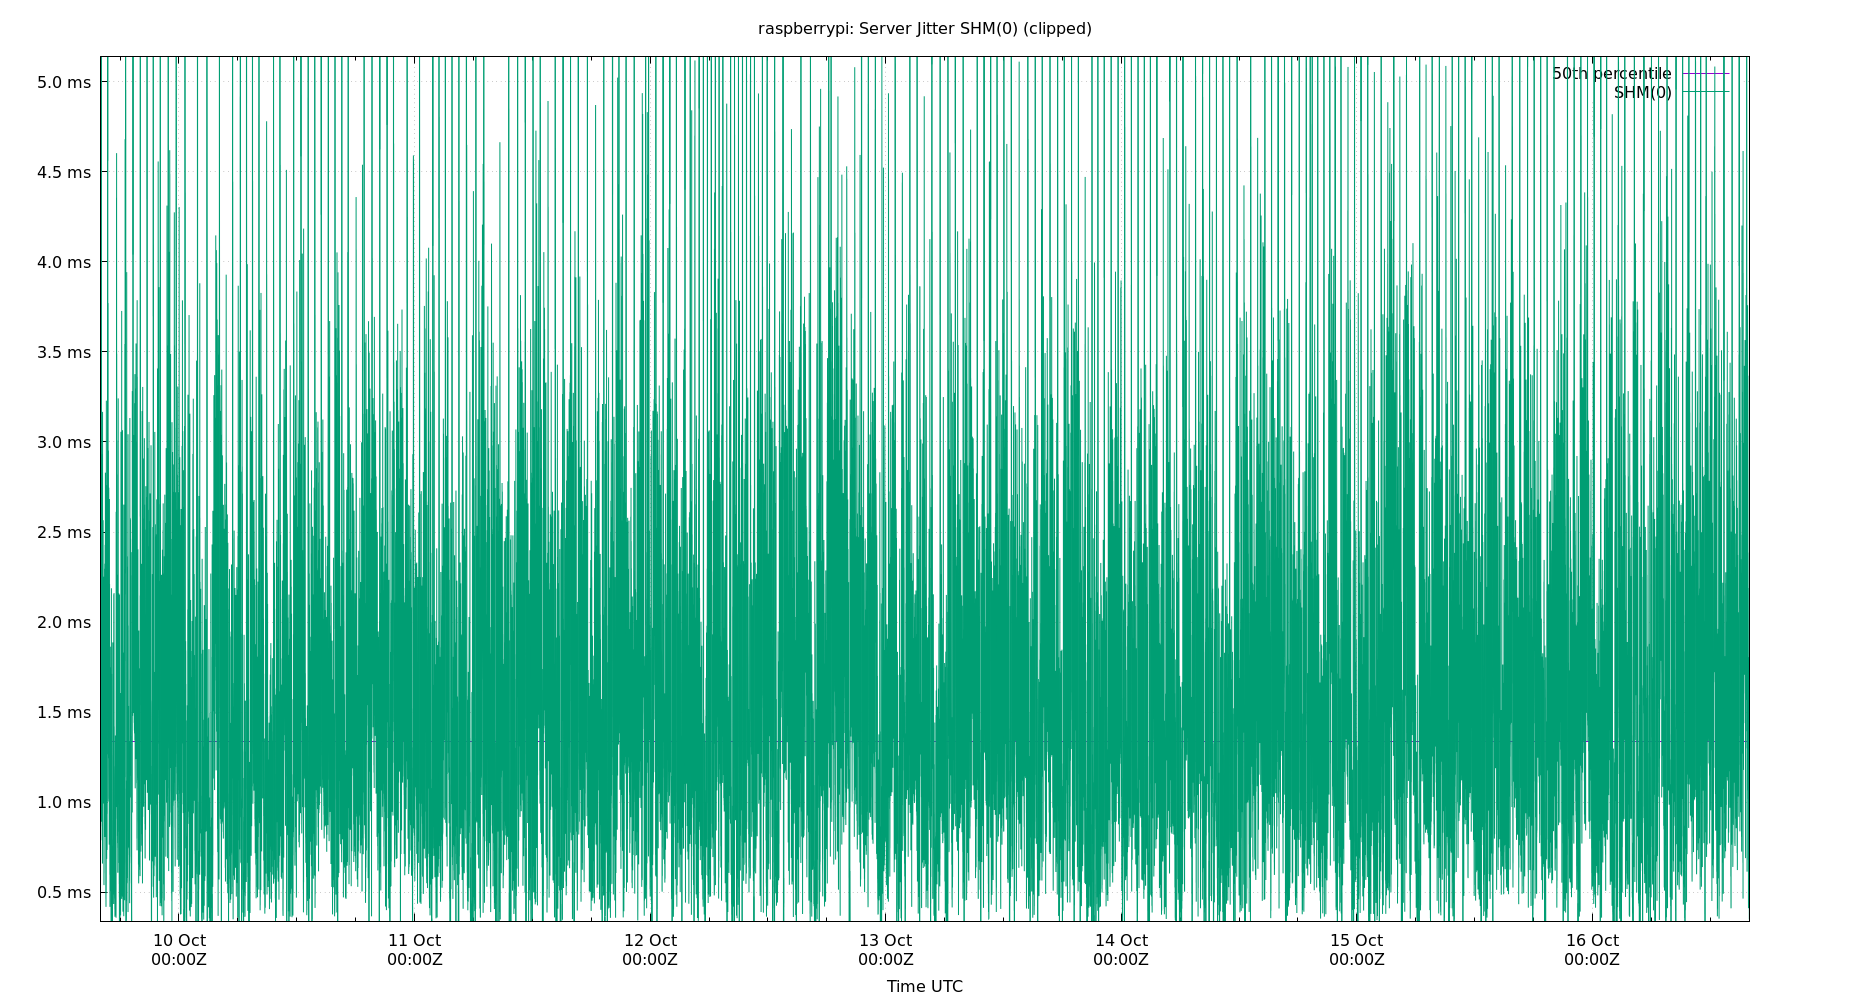 raspberrypi: Server Jitter SHM(0) (clipped)
50th percentile
SHM(0)
5.0 ms
4.5 ms
4.0 ms
3.5 ms
3.0 ms
2.5 ms
2.0 ms
1.5 ms
1.0 ms
0.5 ms
10 Oct 11 Oct 12 Oct 13 Oct 14 Oct 15 Oct 16 Oct
00:00Z 00:00Z 00:00Z 00:00Z 00:00Z 00:00Z 00:00Z
Time UTC